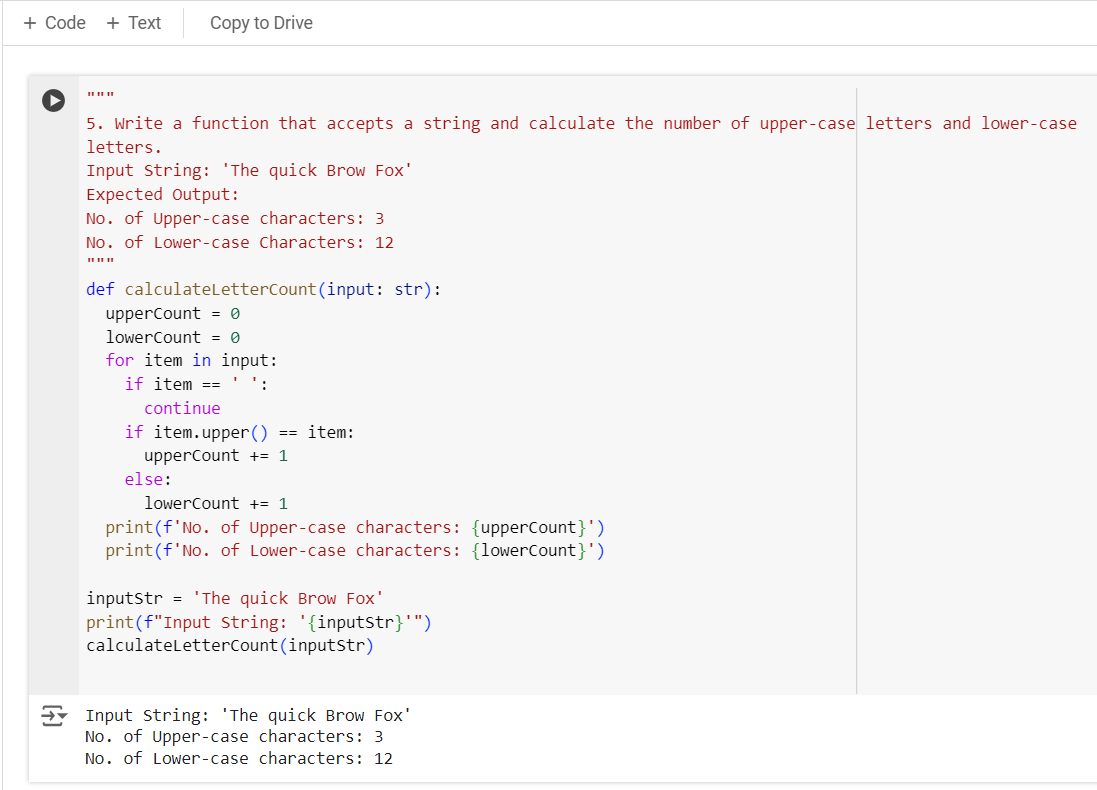 + Code + Text Copy to Drive
"""
5. Write a function that accepts a string and calculate the number of upper-case letters and lower-case
letters.
Input String: 'The quick Brow Fox'
Expected Output:
No. of Upper-case characters: 3
No. of Lower-case Characters: 12
"""
def calculateLetterCount(input: str):
  upperCount = 0
  lowerCount = 0
  for item in input:
    if item == ' ':
      continue
    if item.upper() == item:
      upperCount += 1
    else:
      lowerCount += 1
  print(f'No. of Upper-case characters: {upperCount}')
  print(f'No. of Lower-case characters: {lowerCount}')

inputStr = 'The quick Brow Fox'
print(f"Input String: '{inputStr}'")
calculateLetterCount(inputStr)

Input String: 'The quick Brow Fox'
No. of Upper-case characters: 3
No. of Lower-case characters: 12